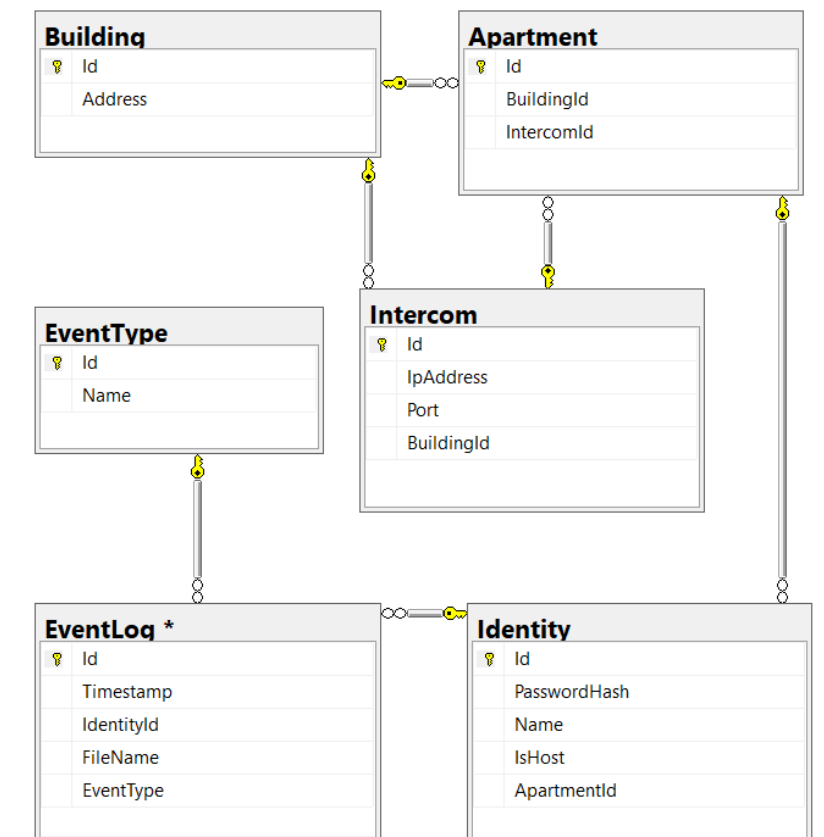 Building
Id
Address
Apartment
Id
BuildingId
IntercomId
Intercom
Id
IpAddress
Port
BuildingId
EventType
Id
Name
EventLog *
Id
Timestamp
IdentityId
FileName
EventType
Identity
Id
PasswordHash
Name
IsHost
ApartmentId